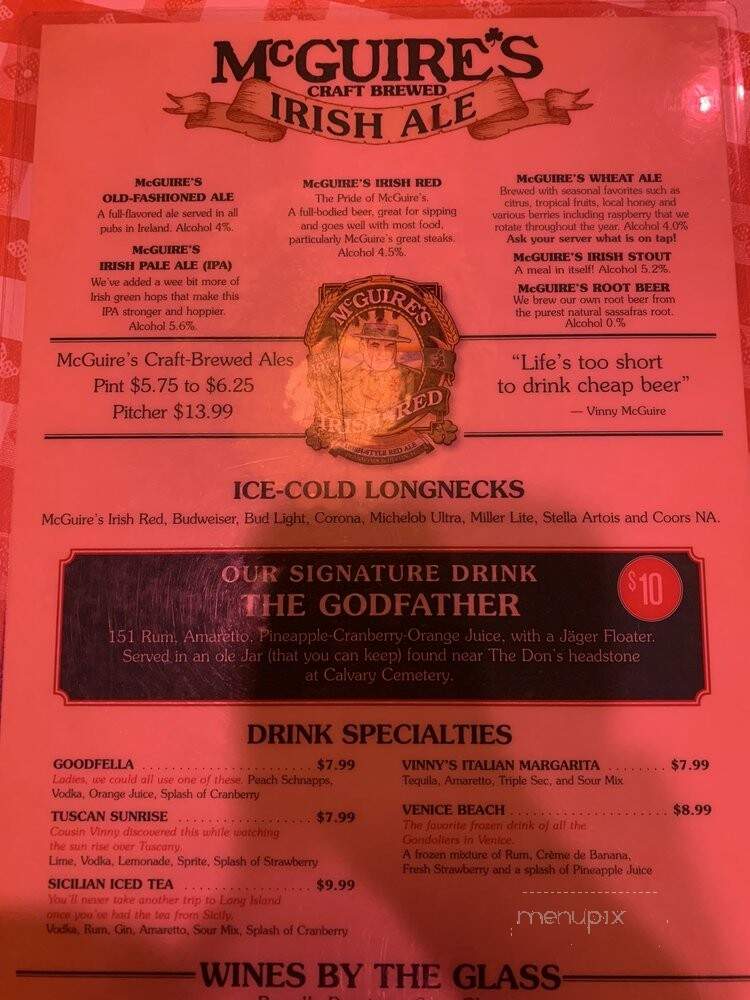 McGUIRE'S
CRAFT BREWED
IRISH ALE
McGUIRE'S
OLD-FASHIONED ALE
A full-flavored ale served in all
pubs in Ireland. Alcohol 4%.
McGUIRE'S
IRISH PALE ALE (IPA)
We've added a wee bit more of
Irish green hops that make this
IPA stronger and hoppier.
Alcohol 5.6%.
McGUIRE'S IRISH RED
The Pride of McGuire's.
A full-bodied beer, great for sipping
and goes well with most food,
particularly McGuire's great steaks.
Alcohol 4.5%.
McGUIRE'S WHEAT ALE
Brewed with seasonal favorites such as
citrus, tropical fruits, local honey and
various berries including raspberry that we
rotate throughout the year. Alcohol 4.0%
Ask your server what is on tap!
McGUIRE'S IRISH STOUT
A meal in itself! Alcohol 5.2%.
McGUIRE'S ROOT BEER
We brew our own root beer from
the purest natural sassafras root.
Alcohol 0.%
McGuire's Craft-Brewed Ales
Pint $5.75 to $6.25
Pitcher $13.99
McGUIRE'S
IRISH RED
IRISH-STYLE RED ALE
"Life's too short
to drink cheap beer"
— Vinny McGuire
ICE-COLD LONGNECKS
McGuire's Irish Red, Budweiser, Bud Light, Corona, Michelob Ultra, Miller Lite, Stella Artois and Coors NA.
OUR SIGNATURE DRINK
THE GODFATHER
$10
151 Rum, Amaretto, Pineapple-Cranberry-Orange Juice, with a Jäger Floater.
Served in an ole Jar (that you can keep) found near The Don's headstone
at Calvary Cemetery.
DRINK SPECIALTIES
GOODFELLA . . . . . . . . . . . . . . . . . . . . . $7.99
Ladies, we could all use one of these. Peach Schnapps,
Vodka, Orange Juice, Splash of Cranberry
TUSCAN SUNRISE . . . . . . . . . . . . . . . . $7.99
Cousin Vinny discovered this while watching
the sun rise over Tuscany.
Lime, Vodka, Lemonade, Sprite, Splash of Strawberry
SICILIAN ICED TEA . . . . . . . . . . . . . . . $9.99
You'll never take another trip to Long Island
once you've had the tea from Sicily.
Vodka, Rum, Gin, Amaretto, Sour Mix, Splash of Cranberry
VINNY'S ITALIAN MARGARITA . . . . . . . . $7.99
Tequila, Amaretto, Triple Sec, and Sour Mix
VENICE BEACH . . . . . . . . . . . . . . . . . . . $8.99
The favorite frozen drink of all the
Gondoliers in Venice.
A frozen mixture of Rum, Crème de Banana,
Fresh Strawberry and a splash of Pineapple Juice
menupix
WINES BY THE GLASS